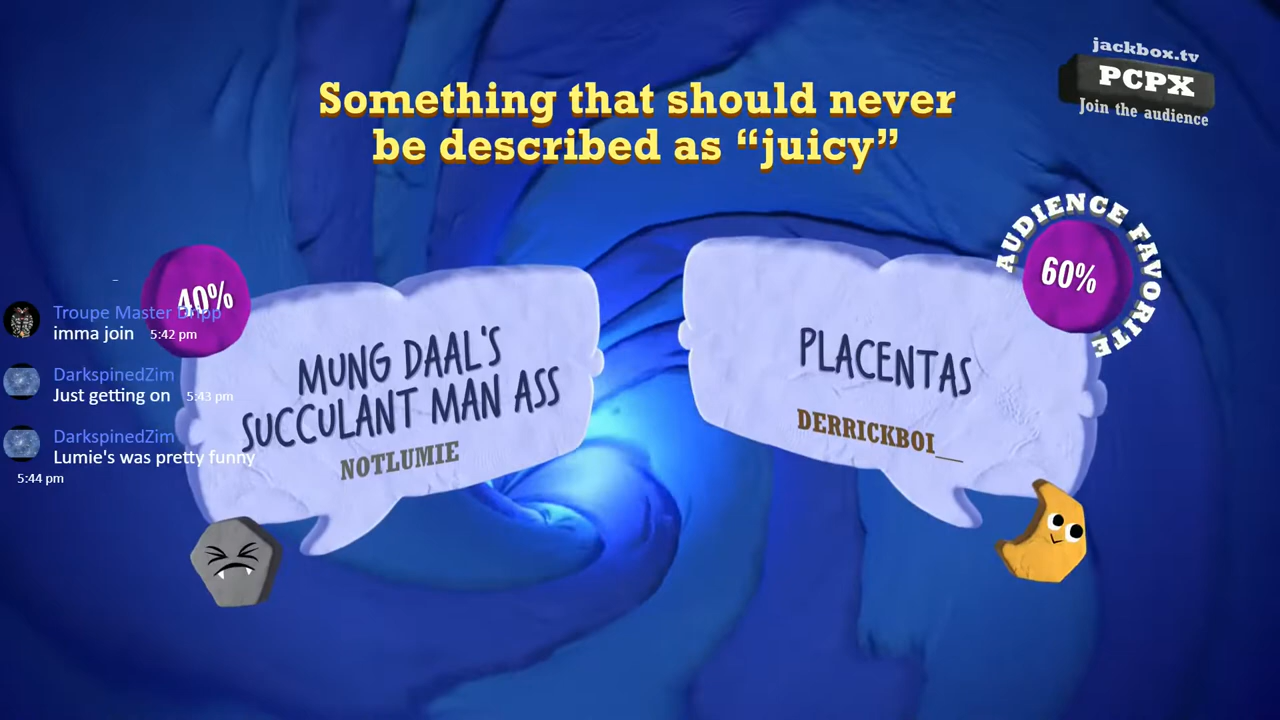 jackbox.tv
PCPX
Join the audience
Something that should never
be described as “juicy”
AUDIENCE FAVORITE
40%
60%
Troupe Master Dripp
imma join 5:42 pm
DarkspinedZim
Just getting on 5:43 pm
DarkspinedZim
Lumie's was pretty funny
5:44 pm
MUNG DAAL'S
SUCCULANT MAN ASS
NOTLUMIE
PLACENTAS
DERRICKBOI__